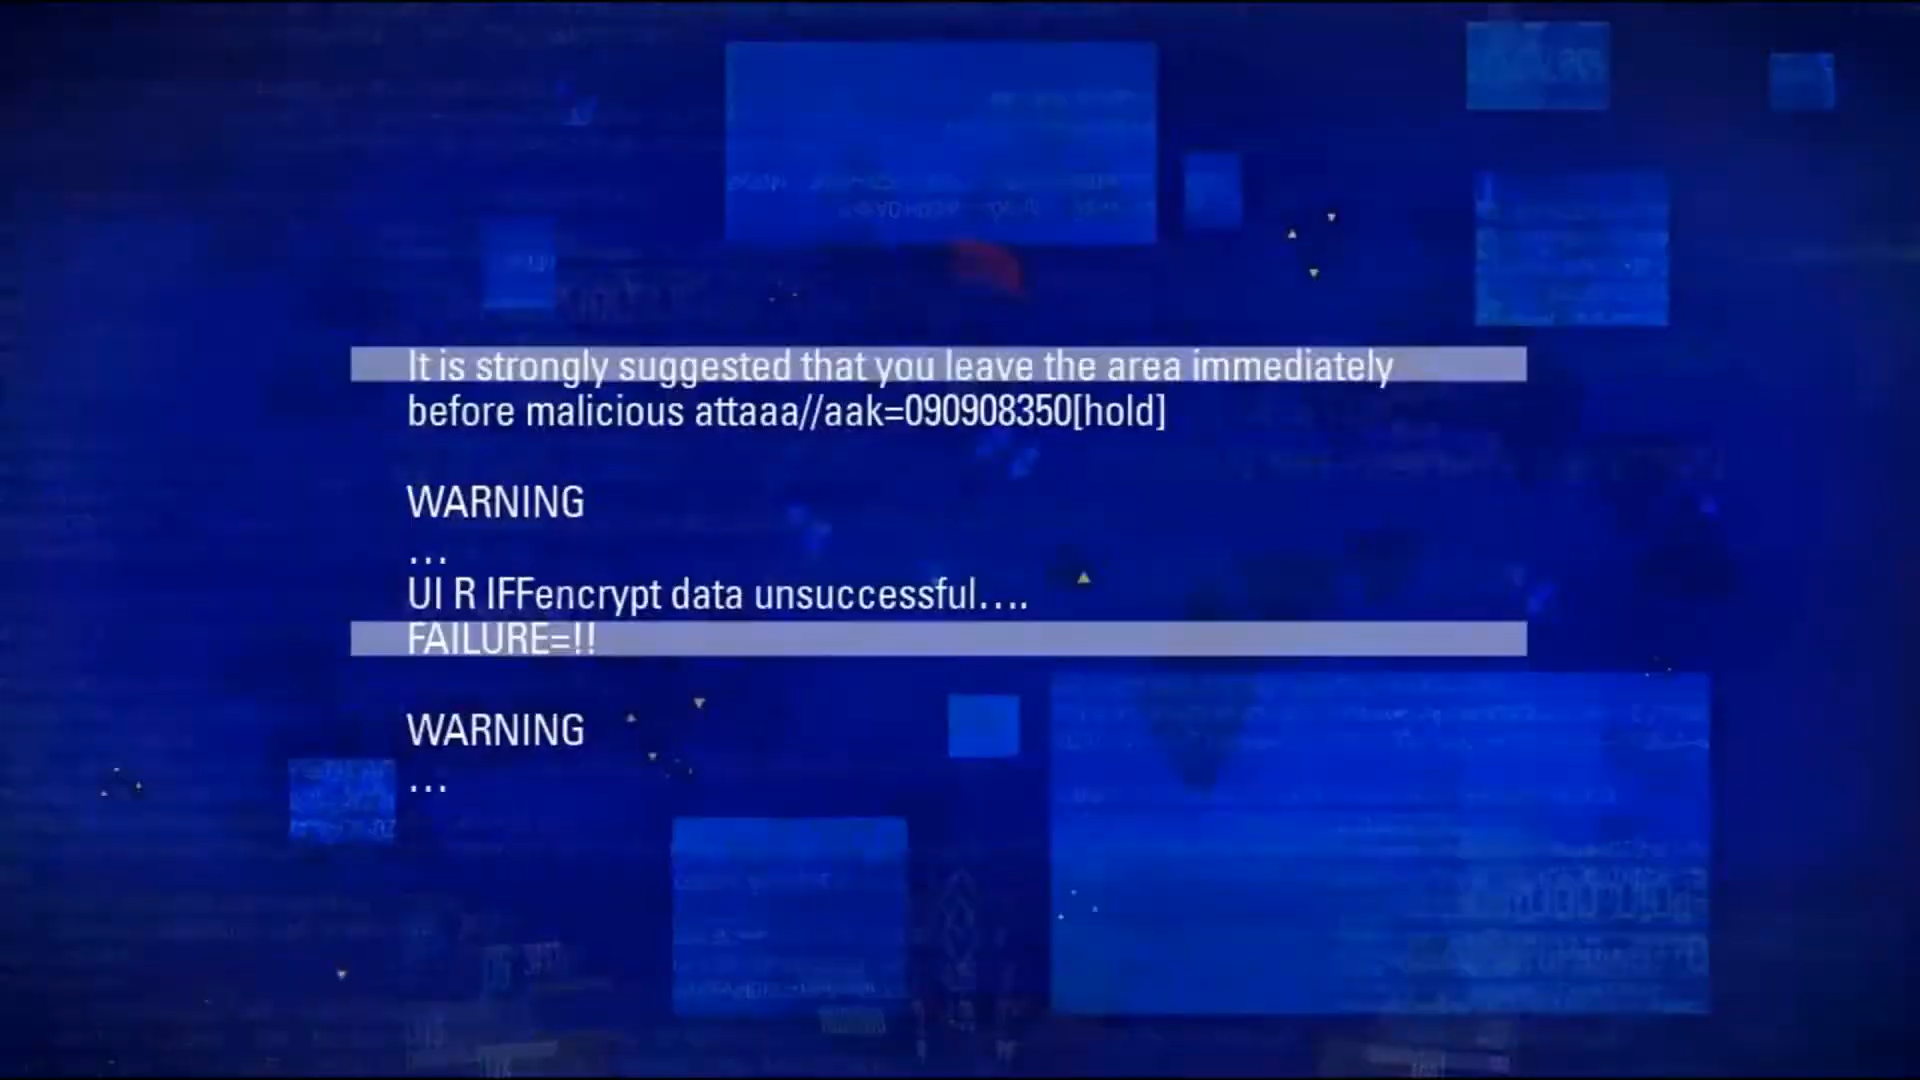 It is strongly suggested that you leave the area immediately
before malicious attaaa//aak=090908350[hold]
WARNING
...
UI R IFFencrypt data unsuccessful....
FAILURE=!!
WARNING
...